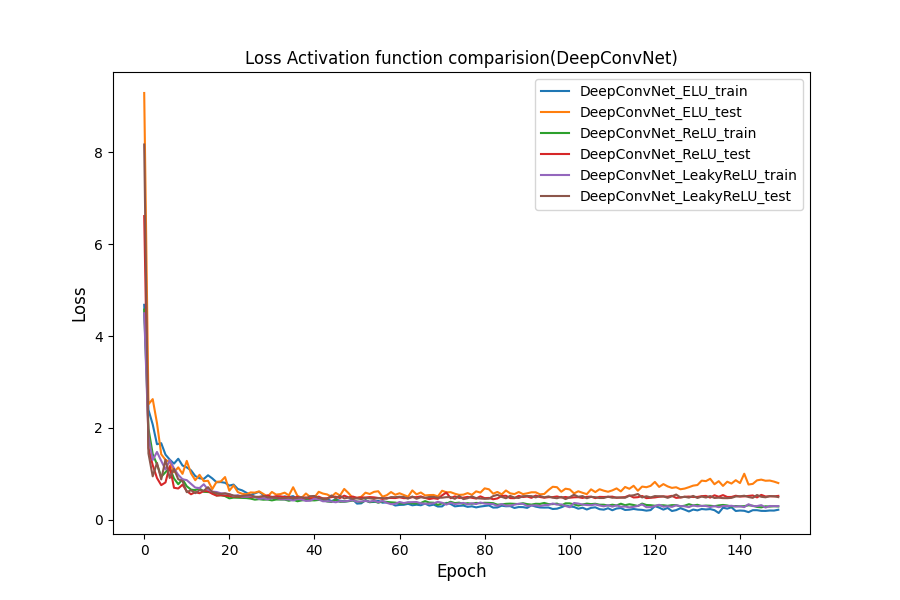 Loss Activation function comparision(DeepConvNet)
DeepConvNet_ELU_train
DeepConvNet_ELU_test
DeepConvNet_ReLU_train
DeepConvNet_ReLU_test
DeepConvNet_LeakyReLU_train
DeepConvNet_LeakyReLU_test
Loss
8
6
4
2
0
0 20 40 60 80 100 120 140
Epoch